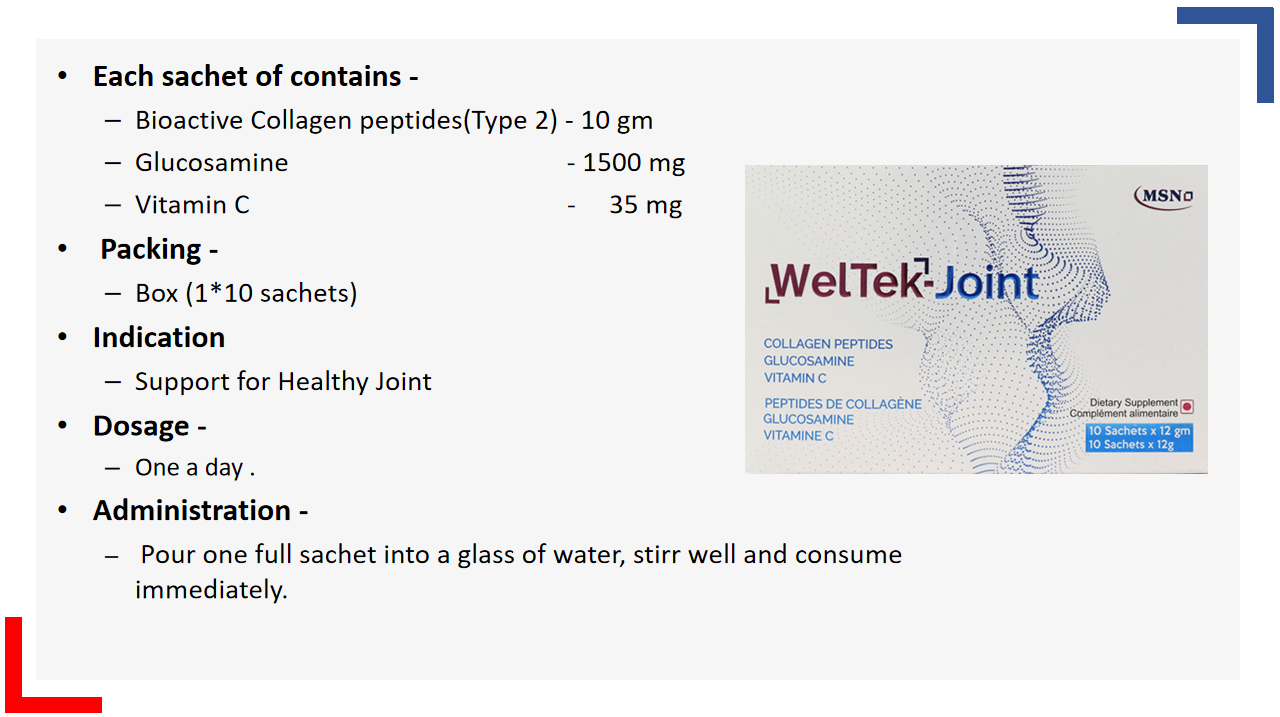 • Each sachet of contains -
– Bioactive Collagen peptides(Type 2) - 10 gm
– Glucosamine - 1500 mg
– Vitamin C - 35 mg
• Packing -
– Box (1*10 sachets)
• Indication
– Support for Healthy Joint
• Dosage -
– One a day .
• Administration -
– Pour one full sachet into a glass of water, stirr well and consume
immediately.
MSN
WelTek-Joint
COLLAGEN PEPTIDES
GLUCOSAMINE
VITAMIN C
PEPTIDES DE COLLAGÈNE
GLUCOSAMINE
VITAMINE C
Dietary Supplement
Complément alimentaire
10 Sachets x 12 gm
10 Sachets x 12g